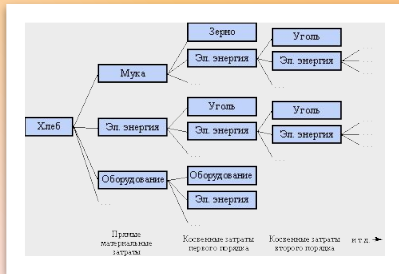 Зерно
Уголь
Эл. энергия
Эл. энергия
Мука
Уголь
Уголь
Хлеб
Эл. энергия
Эл. энергия
Эл. энергия
Оборудование
Оборудование
Эл. энергия
Прямые материальные затраты
Косвенные затраты первого порядка
Косвенные затраты второго порядка
и т.д.